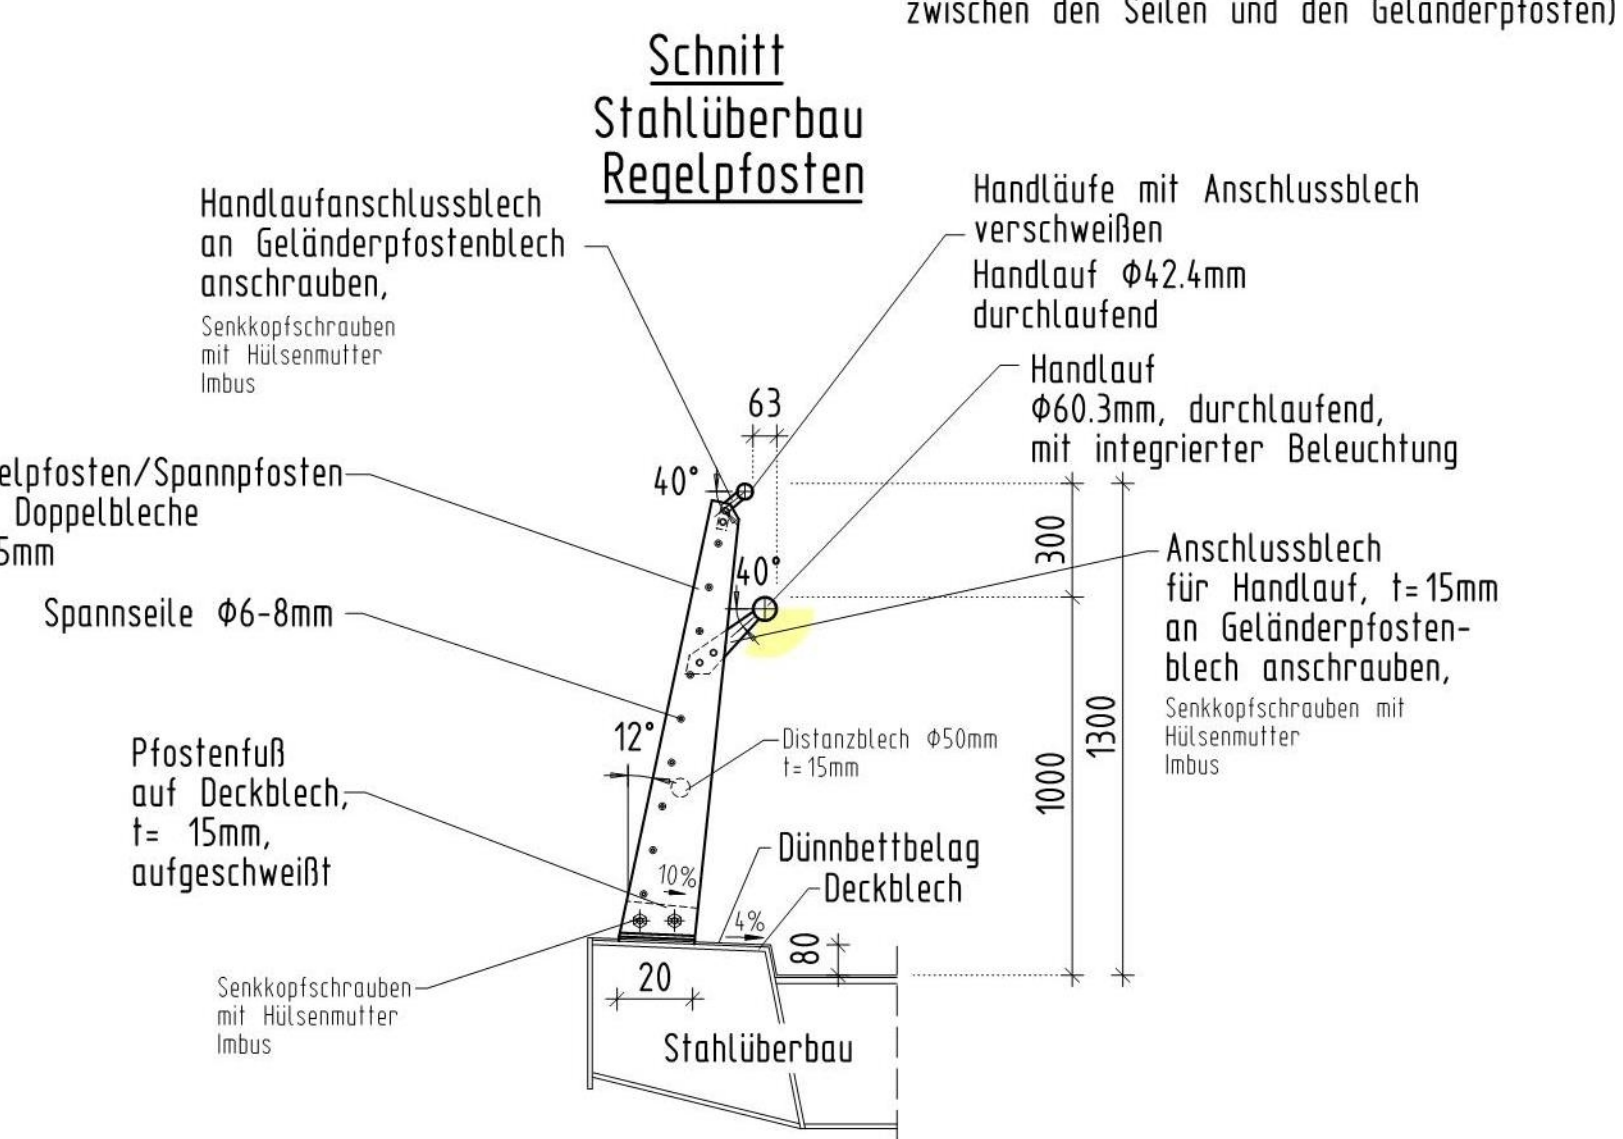 zwischen den Seilen und den Geländerpfosten)
Schnitt
Stahlüberbau
Regelpfosten
Handlaufanschlussblech
an Geländerpfostenblech
anschrauben,
Senkkopfschrauben
mit Hülsenmutter
Imbus
Handläufe mit Anschlussblech
verschweißen
Handlauf Φ42.4mm
durchlaufend
Handlauf
Φ60.3mm, durchlaufend,
mit integrierter Beleuchtung
63
40°
elpfosten/Spannpfosten
Doppelbleche
5mm
300
40°
Anschlussblech
für Handlauf, t=15mm
an Geländerpfosten-
blech anschrauben,
Senkkopfschrauben mit
Hülsenmutter
Imbus
Spannseile Φ6-8mm
12°
Distanzblech Φ50mm
t=15mm
1300
1000
Pfostenfuß
auf Deckblech,
t= 15mm,
aufgeschweißt
Dünnbettbelag
Deckblech
10%
4%
80
20
Senkkopfschrauben
mit Hülsenmutter
Imbus
Stahlüberbau